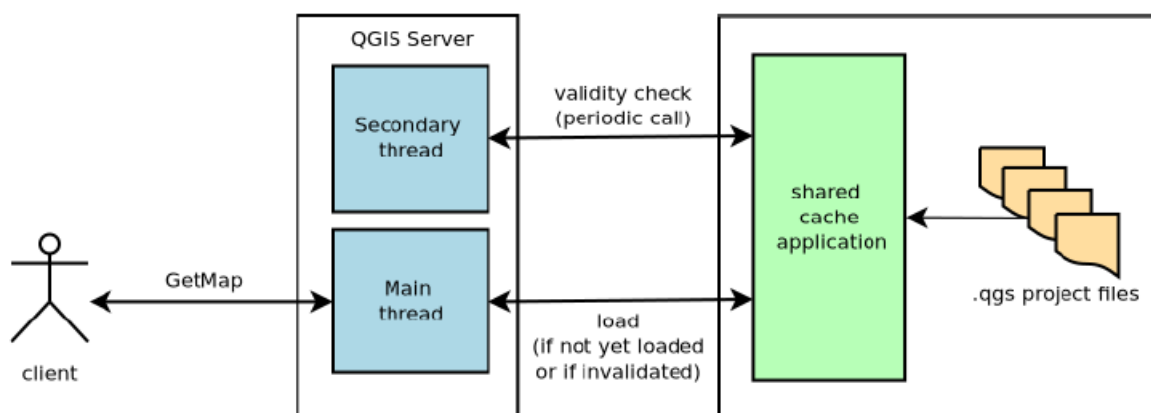 QGIS Server
Secondary
thread
validity check
(periodic call)
shared
cache
application
GetMap
Main
thread
load
(if not yet loaded
or if invalidated)
.qgs project files
client